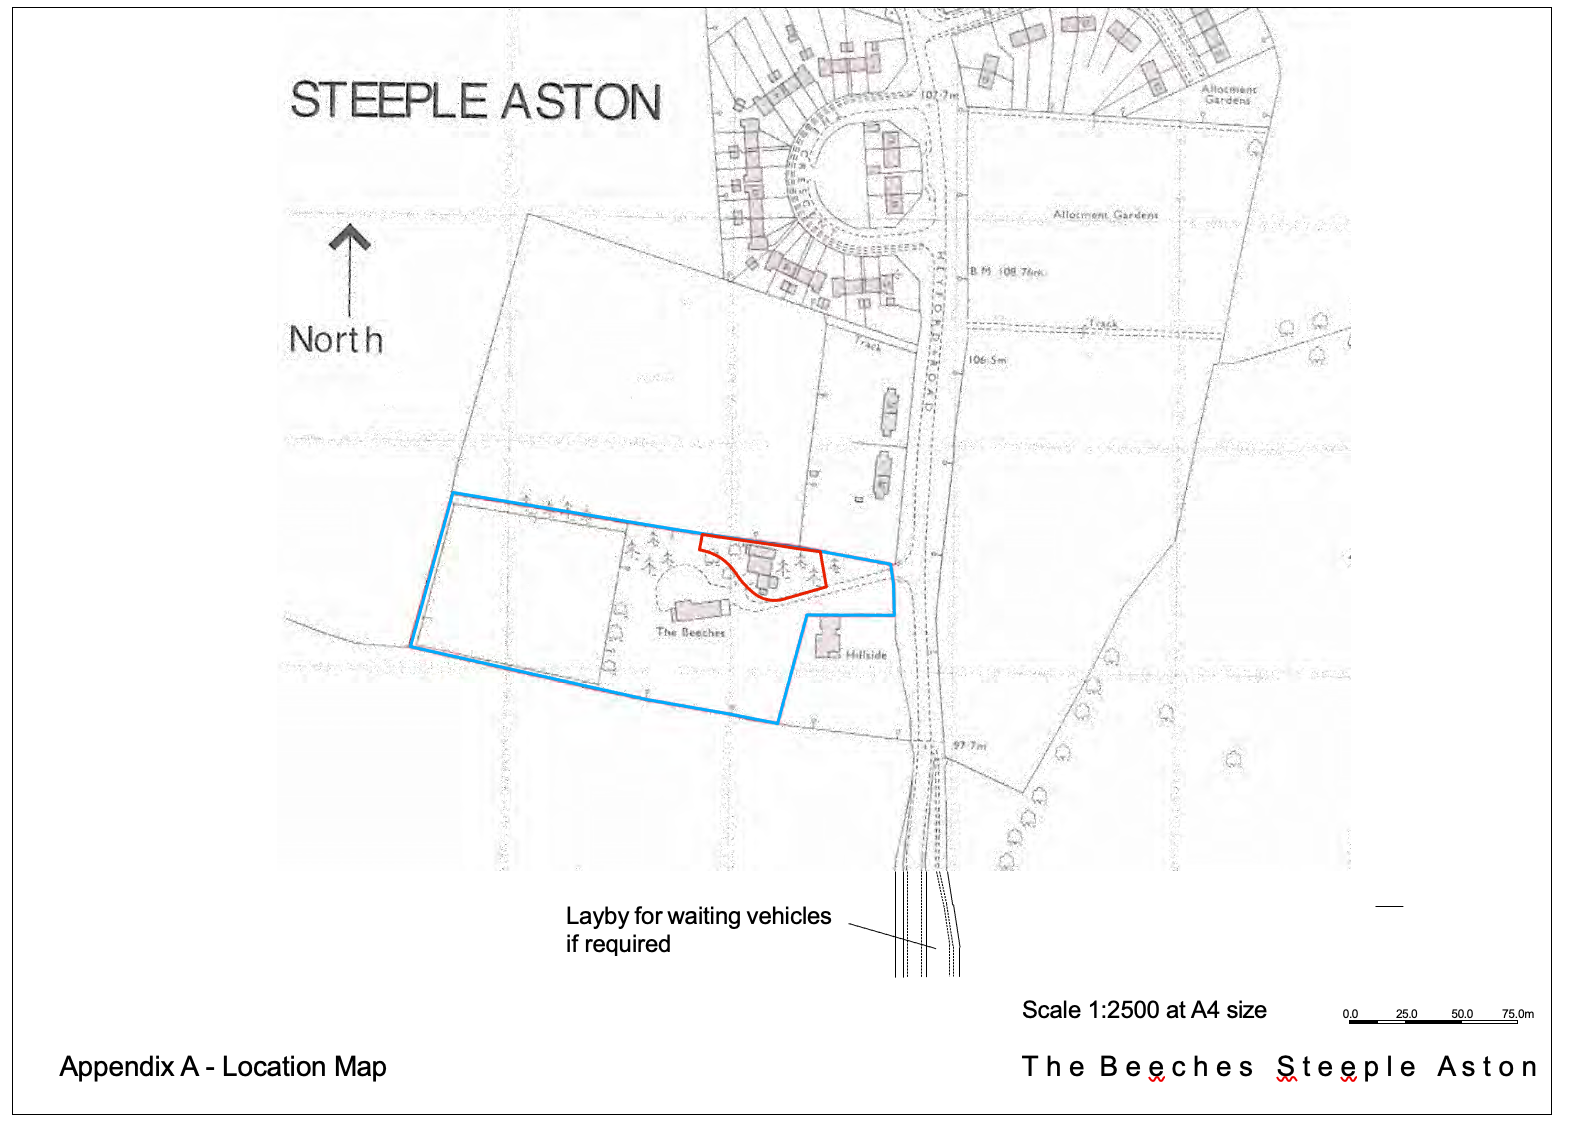 STEEPLE ASTON
107.7m
Allotment
Gardens
CRESCENT
Allotment Gardens
North
HEYFORD ROAD
B.M. 108.76m
Track
Track
106.5m
The Beeches
Hillside
97.7m
Layby for waiting vehicles
if required
Scale 1:2500 at A4 size
0.0 25.0 50.0 75.0m
Appendix A - Location Map
The Beeches Steeple Aston